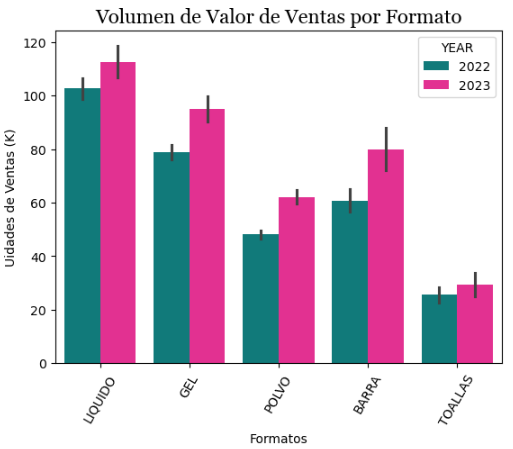 Volumen de Valor de Ventas por Formato
YEAR
2022
2023
120
100
80
60
40
20
0
Uidades de Ventas (K)
LIQUIDO
GEL
POLVO
BARRA
TOALLAS
Formatos